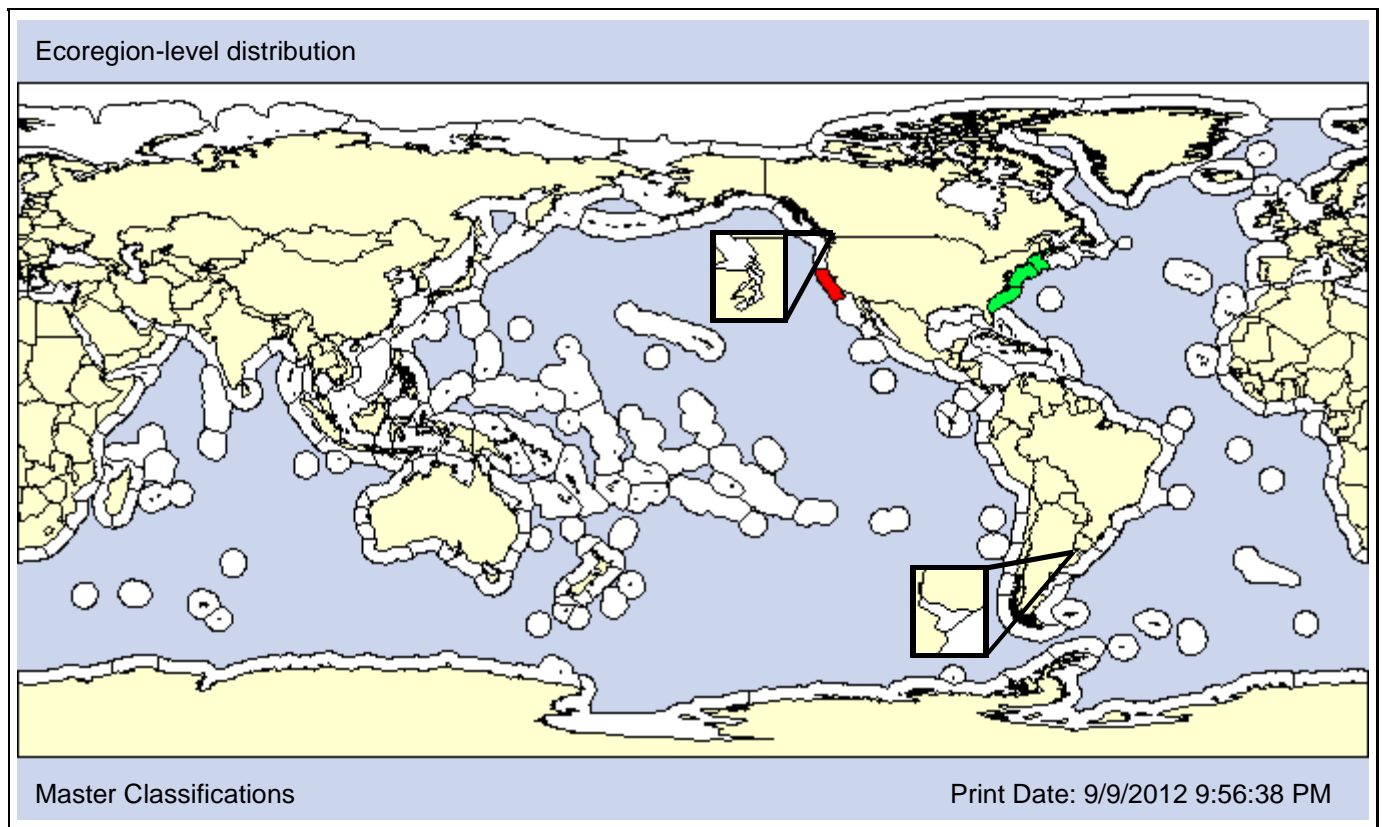 Ecoregion-level distribution
Master Classifications
Print Date: 9/9/2012 9:56:38 PM